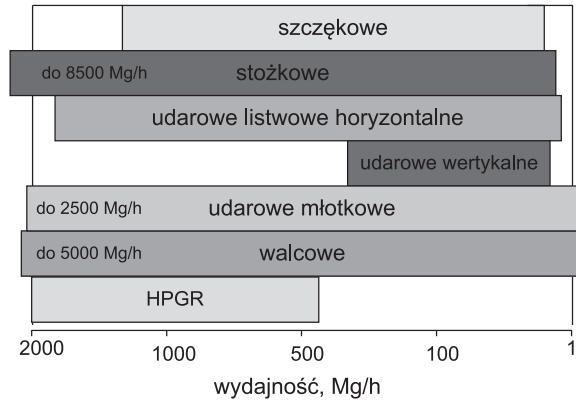 szczękowe
do 8500 Mg/h stożkowe
udarowe listwowe horyzontalne
udarowe wertykalne
do 2500 Mg/h udarowe młotkowe
do 5000 Mg/h walcowe
HPGR
2000 1000 500 100 1
wydajność, Mg/h